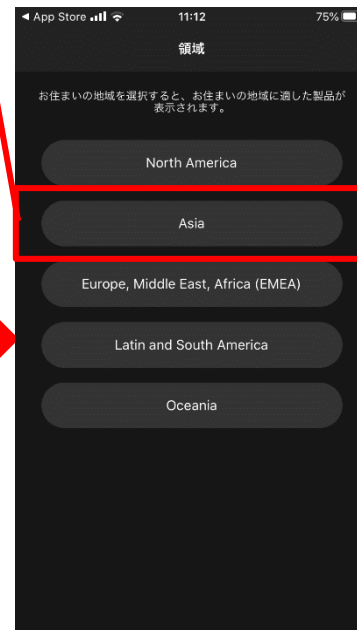 App Store 11:12 75%
領域
お住まいの地域を選択すると、お住まいの地域に適した製品が
表示されます。
North America
Asia
Europe, Middle East, Africa (EMEA)
Latin and South America
Oceania